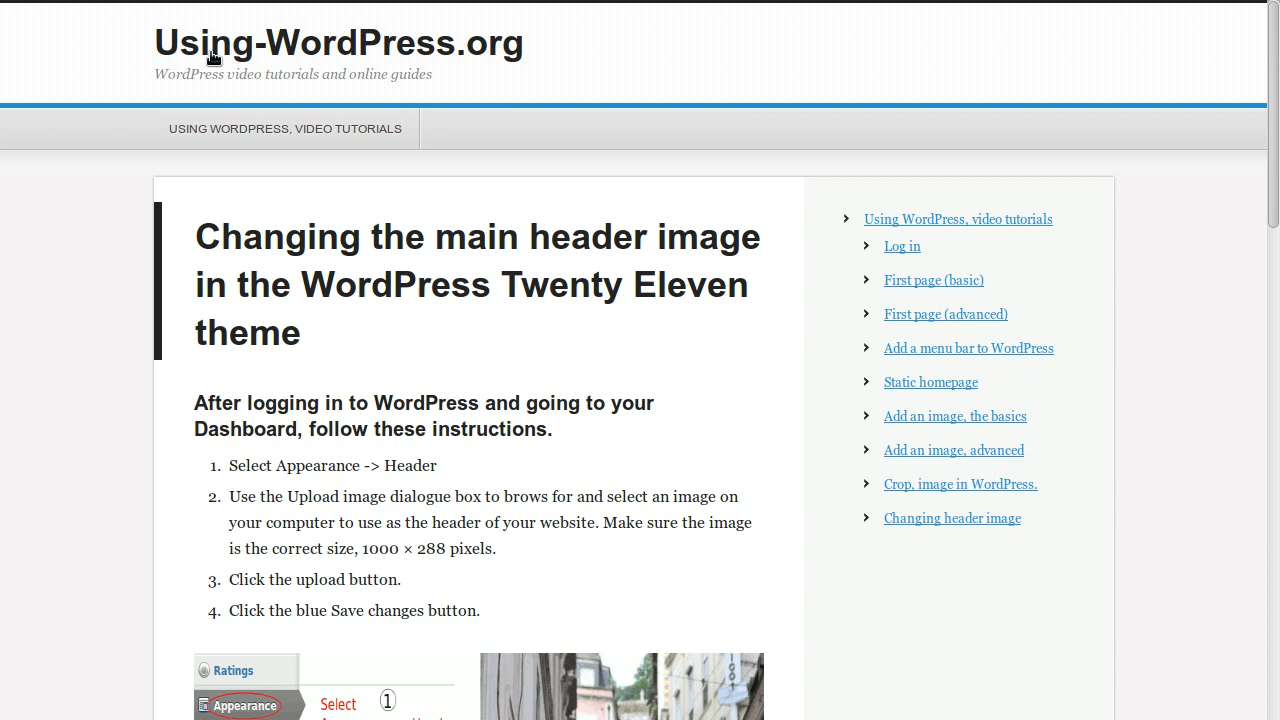 Using-WordPress.org
WordPress video tutorials and online guides
USING WORDPRESS, VIDEO TUTORIALS
Changing the main header image
in the WordPress Twenty Eleven
theme
After logging in to WordPress and going to your
Dashboard, follow these instructions.
1. Select Appearance -> Header
2. Use the Upload image dialogue box to brows for and select an image on
your computer to use as the header of your website. Make sure the image
is the correct size, 1000 × 288 pixels.
3. Click the upload button.
4. Click the blue Save changes button.
Ratings
Appearance
Select 1
Using WordPress, video tutorials
Log in
First page (basic)
First page (advanced)
Add a menu bar to WordPress
Static homepage
Add an image, the basics
Add an image, advanced
Crop, image in WordPress.
Changing header image